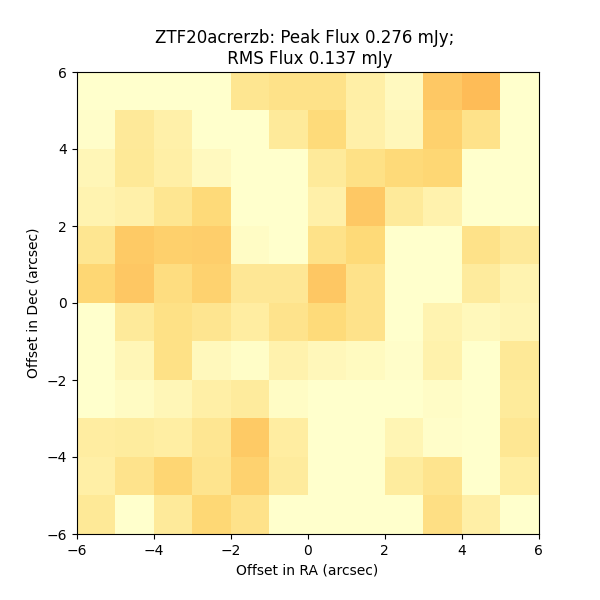 ZTF20acrerzb: Peak Flux 0.276 mJy;
RMS Flux 0.137 mJy
6
4
2
0
−2
−4
−6
Offset in Dec (arcsec)
−6 −4 −2 0 2 4 6
Offset in RA (arcsec)